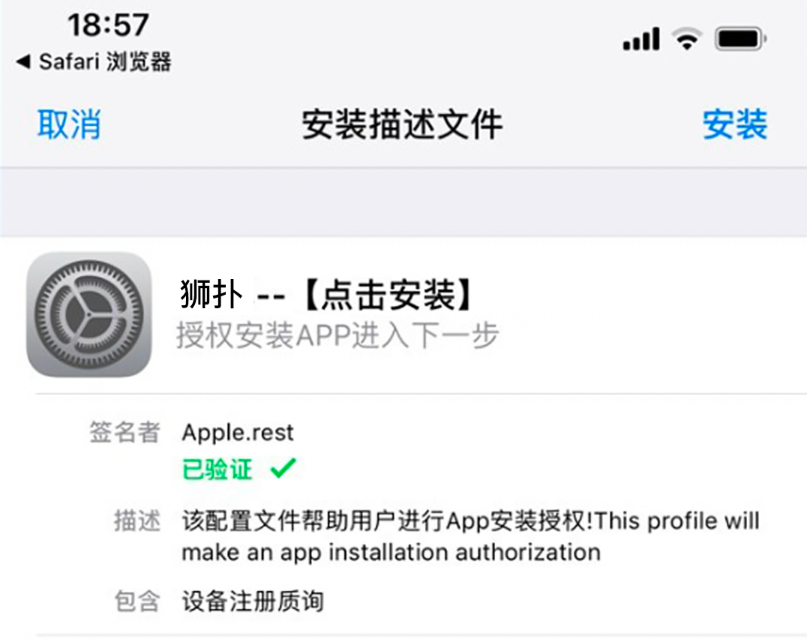 18:57
◀ Safari 浏览器
取消 安装描述文件 安装
狮扑 --【点击安装】
授权安装APP进入下一步
签名者 Apple.rest
已验证 ✓
描述 该配置文件帮助用户进行App安装授权!This profile will
make an app installation authorization
包含 设备注册质询